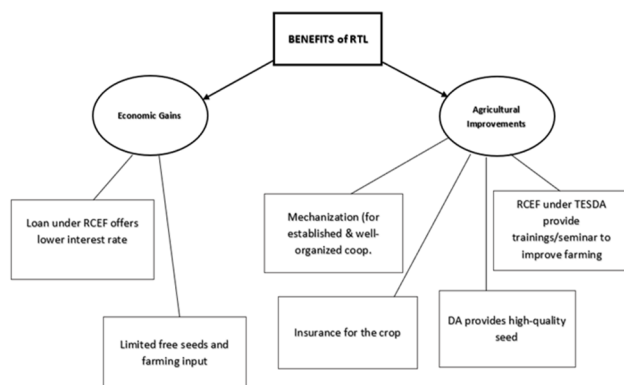 BENEFITS of RTL
Economic Gains
Agricultural
Improvements
Loan under RCEF offers
lower interest rate
Mechanization (for
established & well-
organized coop.
RCEF under TESDA
provide
trainings/seminar to
improve farming
Limited free seeds and
farming input
Insurance for the crop
DA provides high-quality
seed